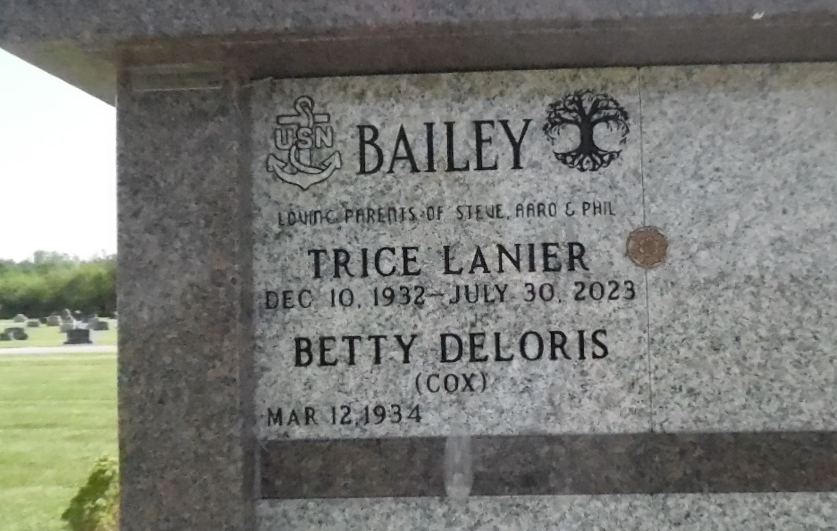 USN
BAILEY
LOVING PARENTS OF STEVE, AARO & PHIL
TRICE LANIER
DEC 10, 1932-JULY 30, 2023
BETTY DELORIS
(COX)
MAR 12, 1934